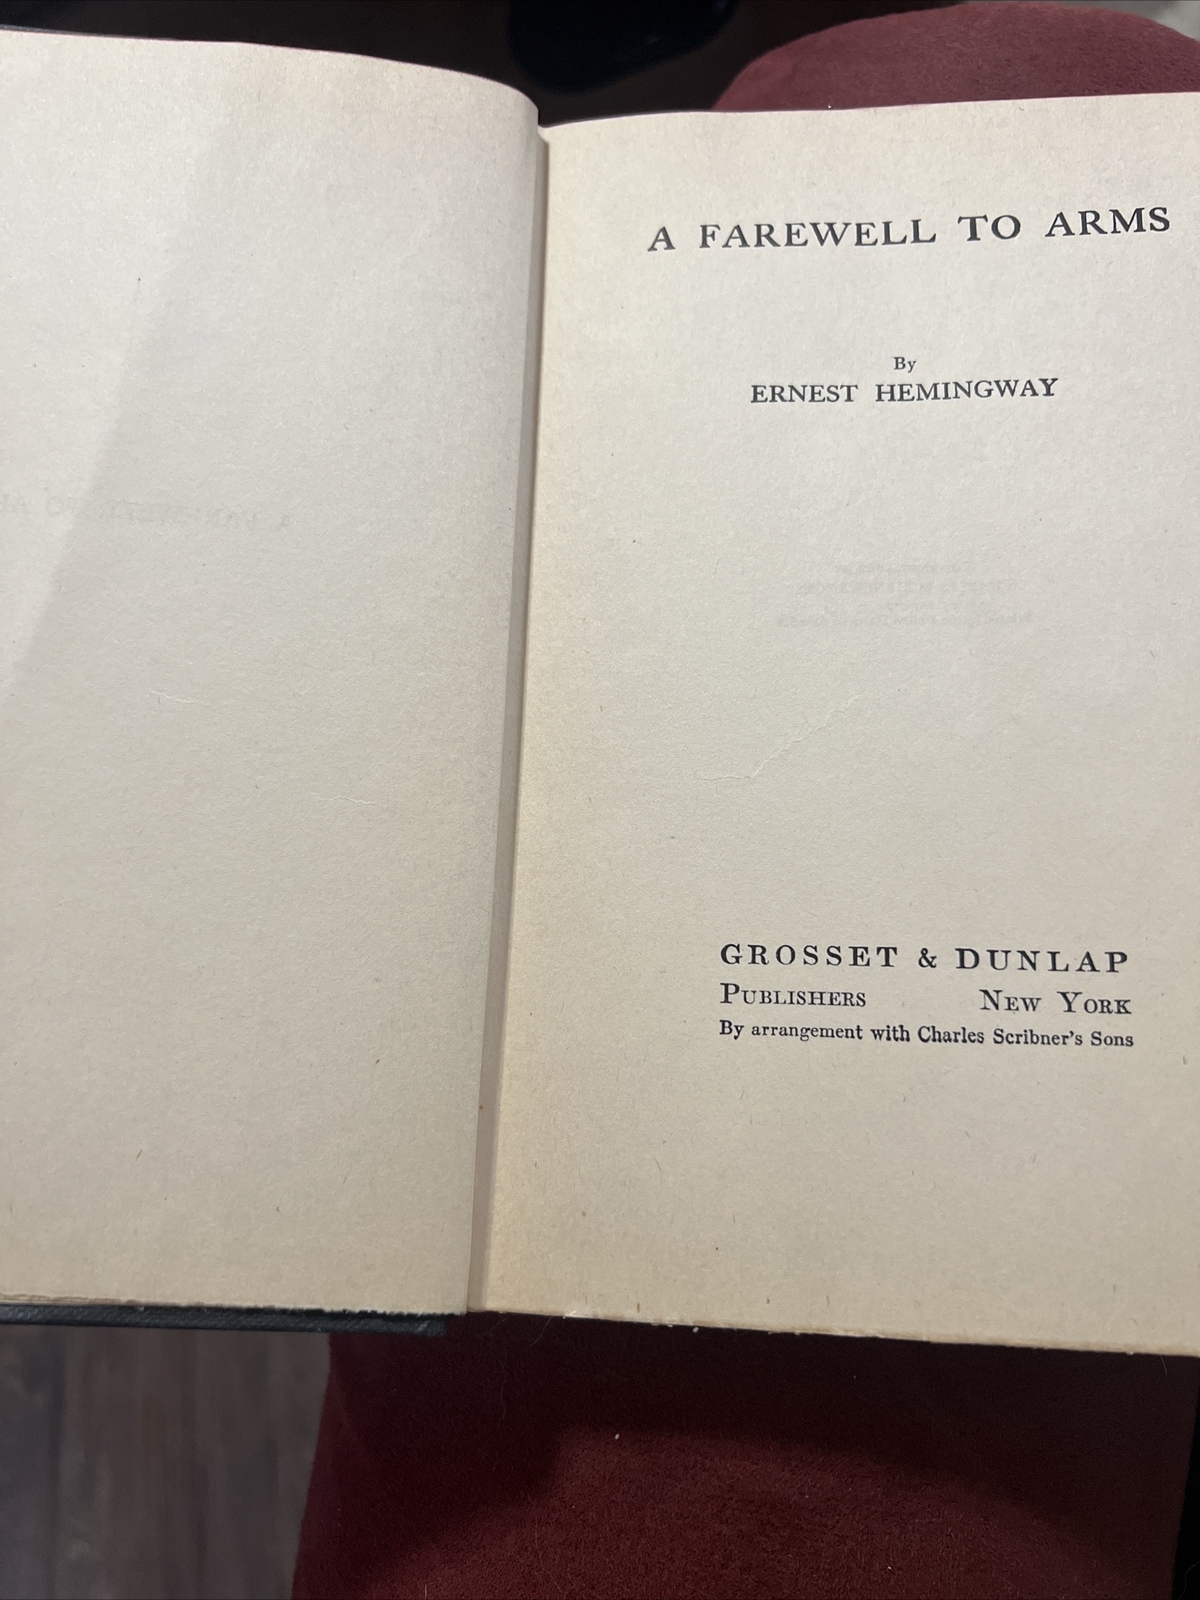 A FAREWELL TO ARMS
By
ERNEST HEMINGWAY
GROSSET & DUNLAP
PUBLISHERS NEW YORK
By arrangement with Charles Scribner's Sons